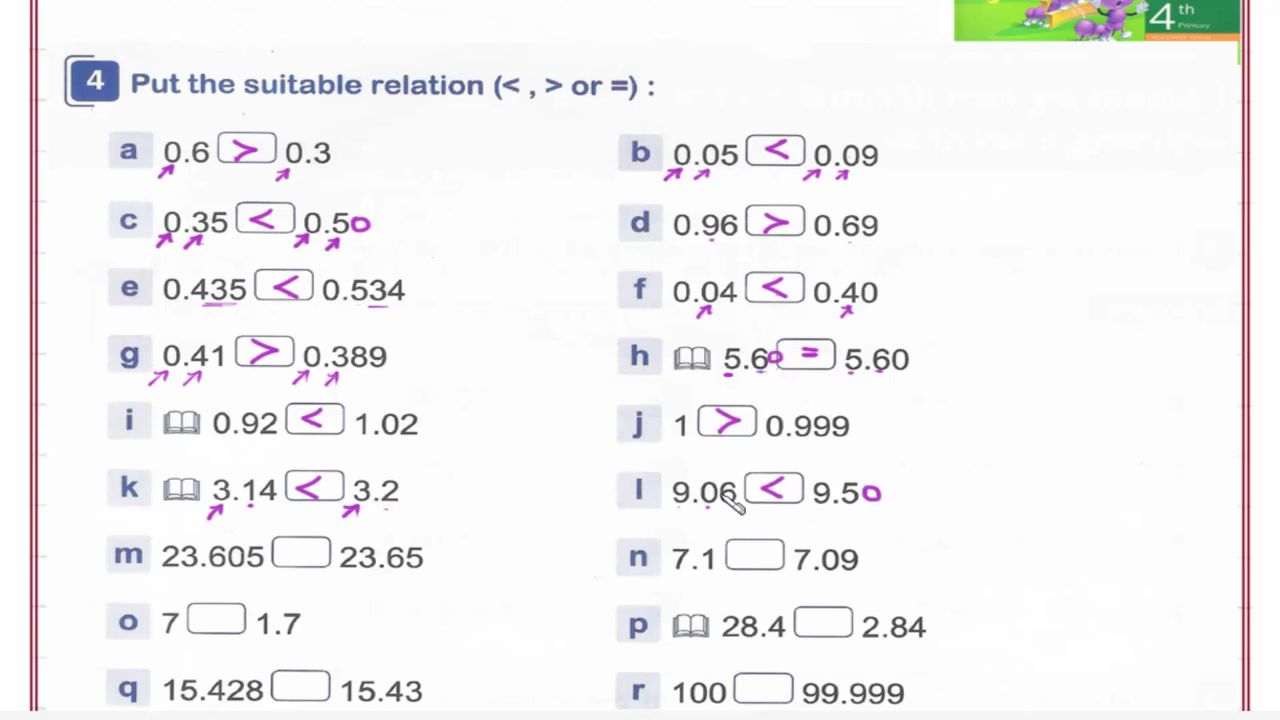 4 th
Primary
4 Put the suitable relation (< , > or =) :
a 0.6 > 0.3
b 0.05 < 0.09
c 0.35 < 0.50
d 0.96 > 0.69
e 0.435 < 0.534
f 0.04 < 0.40
g 0.41 > 0.389
h 5.60 = 5.60
i 0.92 < 1.02
j 1 > 0.999
k 3.14 < 3.2
l 9.06 < 9.50
m 23.605 23.65
n 7.1 7.09
o 7 1.7
p 28.4 2.84
q 15.428 15.43
r 100 99.999